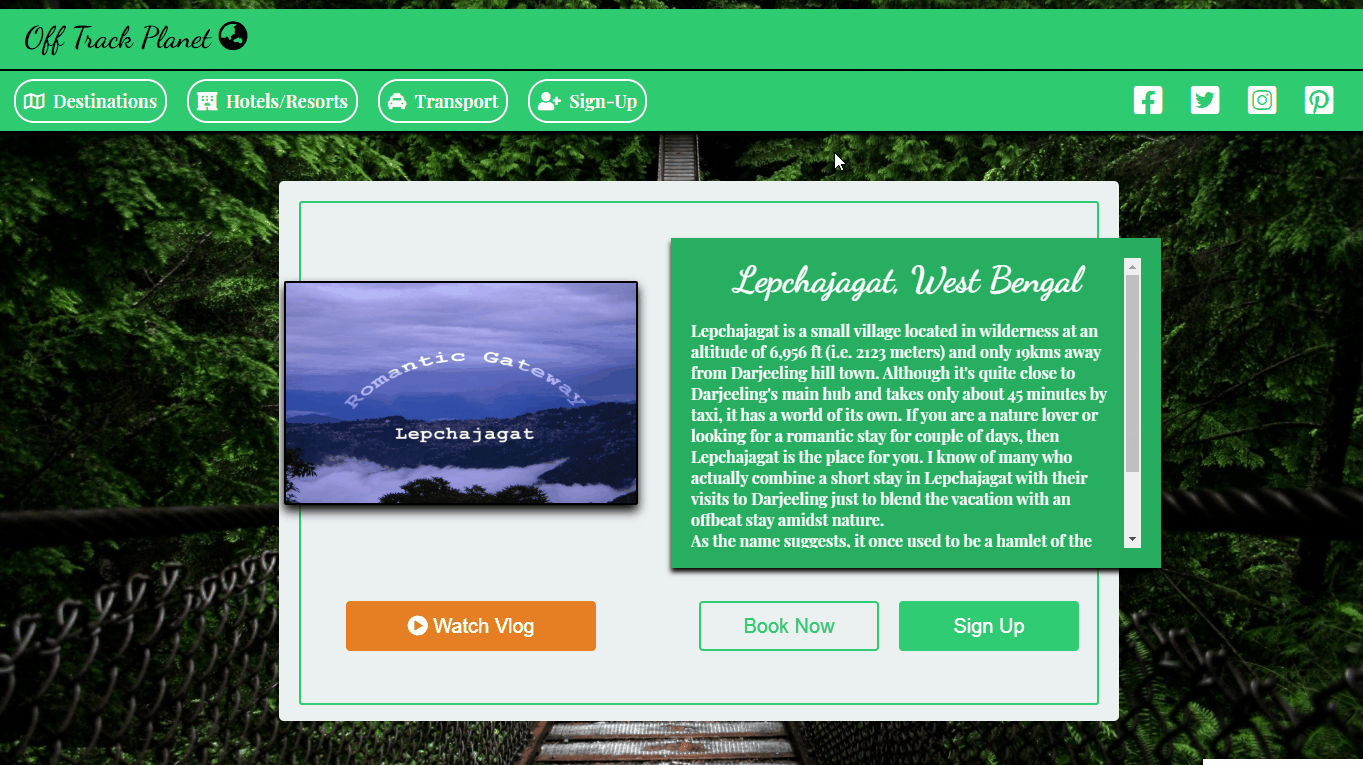 Off Track Planet
Destinations
Hotels/Resorts
Transport
Sign-Up
Romantic Gateway
Lepchajagat
Lepchajagat, West Bengal
Lepchajagat is a small village located in wilderness at an
altitude of 6,956 ft (i.e. 2123 meters) and only 19kms away
from Darjeeling hill town. Although it's quite close to
Darjeeling's main hub and takes only about 45 minutes by
taxi, it has a world of its own. If you are a nature lover or
looking for a romantic stay for couple of days, then
Lepchajagat is the place for you. I know of many who
actually combine a short stay in Lepchajagat with their
visits to Darjeeling just to blend the vacation with an
offbeat stay amidst nature.
As the name suggests, it once used to be a hamlet of the
Watch Vlog
Book Now
Sign Up